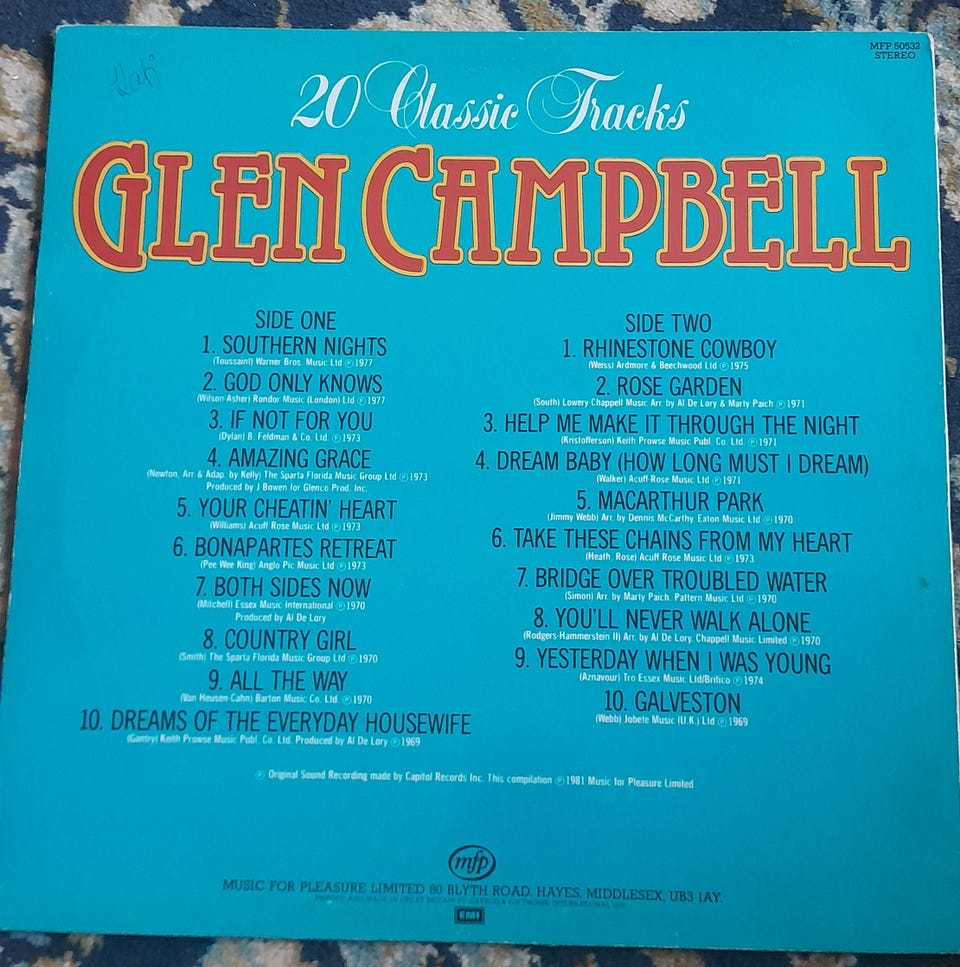 MFP 50532
STEREO
20 Classic Tracks
GLEN CAMPBELL
SIDE ONE
1. SOUTHERN NIGHTS
(Toussaint) Warner Bros. Music Ltd ℗ 1977
2. GOD ONLY KNOWS
(Wilson-Asher) Rondor Music (London) Ltd ℗ 1977
3. IF NOT FOR YOU
(Dylan) B. Feldman & Co. Ltd. ℗ 1973
4. AMAZING GRACE
(Newton, Arr & Adap. by Kelly) The Sparta Florida Music Group Ltd ℗ 1973
Produced by J Bowen for Glenco Prod. Inc.
5. YOUR CHEATIN' HEART
(Williams) Acuff Rose Music Ltd ℗ 1973
6. BONAPARTES RETREAT
(Pee Wee King) Anglo Pic Music Ltd ℗ 1973
7. BOTH SIDES NOW
(Mitchell) Essex Music International ℗ 1970
Produced by Al De Lory
8. COUNTRY GIRL
(Smith) The Sparta Florida Music Group Ltd ℗ 1970
9. ALL THE WAY
(Van Heusen-Cahn) Barton Music Co. Ltd. ℗ 1970
10. DREAMS OF THE EVERYDAY HOUSEWIFE
(Gantry) Keith Prowse Music Publ. Co. Ltd. Produced by Al De Lory ℗ 1969
SIDE TWO
1. RHINESTONE COWBOY
(Weiss) Ardmore & Beechwood Ltd ℗ 1975
2. ROSE GARDEN
(South) Lowery-Chappell Music Arr. by Al De Lory & Marty Paich ℗ 1971
3. HELP ME MAKE IT THROUGH THE NIGHT
(Kristofferson) Keith Prowse Music Publ. Co. Ltd. ℗ 1971
4. DREAM BABY (HOW LONG MUST I DREAM)
(Walker) Acuff-Rose Music Ltd ℗ 1971
5. MACARTHUR PARK
(Jimmy Webb) Arr. by Dennis McCarthy. Eaton Music Ltd ℗ 1970
6. TAKE THESE CHAINS FROM MY HEART
(Heath, Rose) Acuff Rose Music Ltd ℗ 1973
7. BRIDGE OVER TROUBLED WATER
(Simon) Arr. by Marty Paich. Pattern Music Ltd ℗ 1970
8. YOU'LL NEVER WALK ALONE
(Rodgers-Hammerstein II) Arr. by Al De Lory. Chappell Music Limited ℗ 1970
9. YESTERDAY WHEN I WAS YOUNG
(Aznavour) Tro Essex Music Ltd/Britico ℗ 1974
10. GALVESTON
(Webb) Jobete Music (U.K.) Ltd ℗ 1969
℗ Original Sound Recording made by Capitol Records Inc. This compilation ℗ 1981 Music for Pleasure Limited
mfp
MUSIC FOR PLEASURE LIMITED 80 BLYTH ROAD, HAYES, MIDDLESEX, UB3 1AY.
PRINTED AND MADE IN GREAT BRITAIN BY GARROD & LOFTHOUSE INTERNATIONAL LTD
EMI